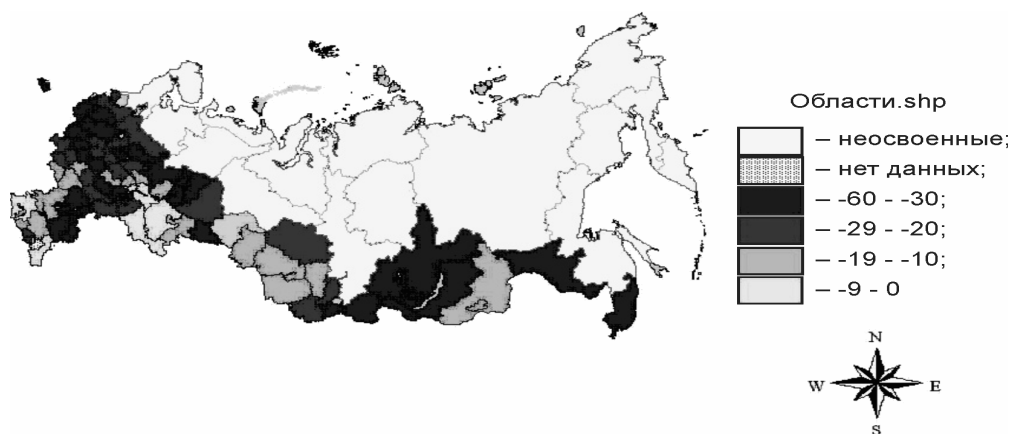 Области.shp
– неосвоенные;
– нет данных;
– -60 - -30;
– -29 - -20;
– -19 - -10;
– -9 - 0
N
W E
S